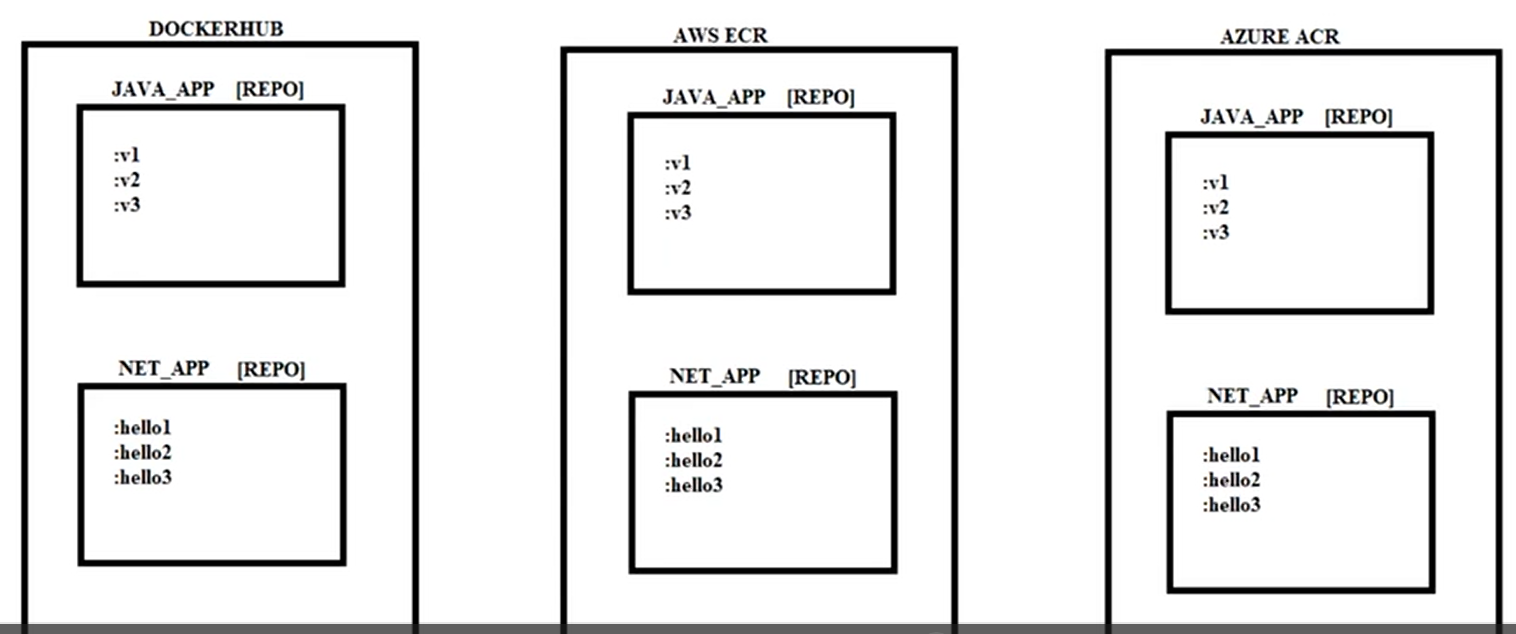 DOCKERHUB
JAVA_APP [REPO]
:v1
:v2
:v3
NET_APP [REPO]
:hello1
:hello2
:hello3
AWS ECR
JAVA_APP [REPO]
:v1
:v2
:v3
NET_APP [REPO]
:hello1
:hello2
:hello3
AZURE ACR
JAVA_APP [REPO]
:v1
:v2
:v3
NET_APP [REPO]
:hello1
:hello2
:hello3